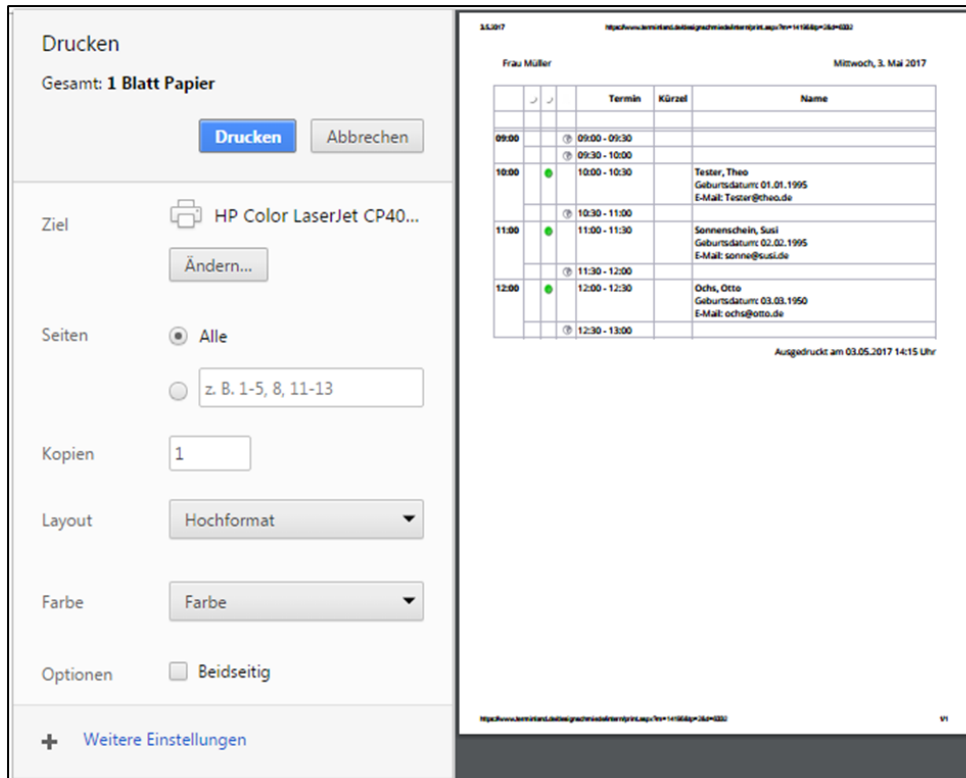 Drucken
Gesamt: 1 Blatt Papier
Drucken Abbrechen
Ziel HP Color LaserJet CP40...
Ändern...
Seiten Alle
z. B. 1-5, 8, 11-13
Kopien 1
Layout Hochformat
Farbe Farbe
Optionen Beidseitig
+ Weitere Einstellungen
3.5.2017
Frau Müller Mittwoch, 3. Mai 2017
Termin Kürzel Name
09:00 09:00 - 09:30
09:30 - 10:00
10:00 10:00 - 10:30 Tester, Theo
Geburtsdatum: 01.01.1995
E-Mail: Tester@theo.de
10:30 - 11:00
11:00 11:00 - 11:30 Sonnenschein, Susi
Geburtsdatum: 02.02.1995
E-Mail: sonne@susi.de
11:30 - 12:00
12:00 12:00 - 12:30 Ochs, Otto
Geburtsdatum: 03.03.1950
E-Mail: ochs@otto.de
12:30 - 13:00
Ausgedruckt am 03.05.2017 14:15 Uhr
1/1